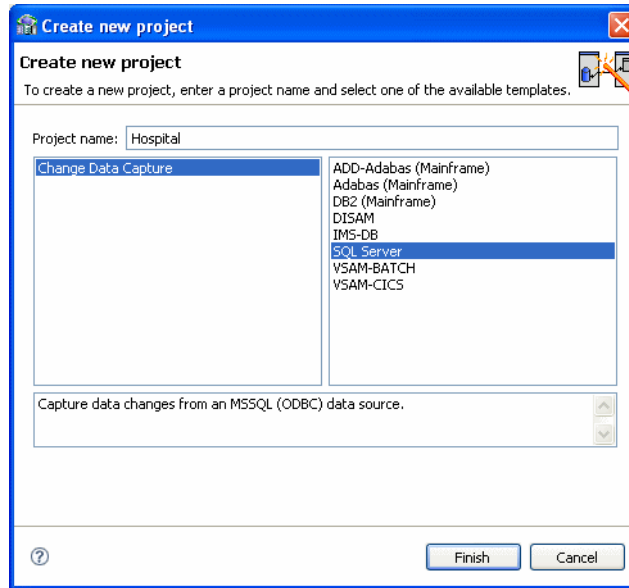 Create new project
Create new project
To create a new project, enter a project name and select one of the available templates.
Project name: Hospital
Change Data Capture
ADD-Adabas (Mainframe)
Adabas (Mainframe)
DB2 (Mainframe)
DISAM
IMS-DB
SQL Server
VSAM-BATCH
VSAM-CICS
Capture data changes from an MSSQL (ODBC) data source.
Finish
Cancel